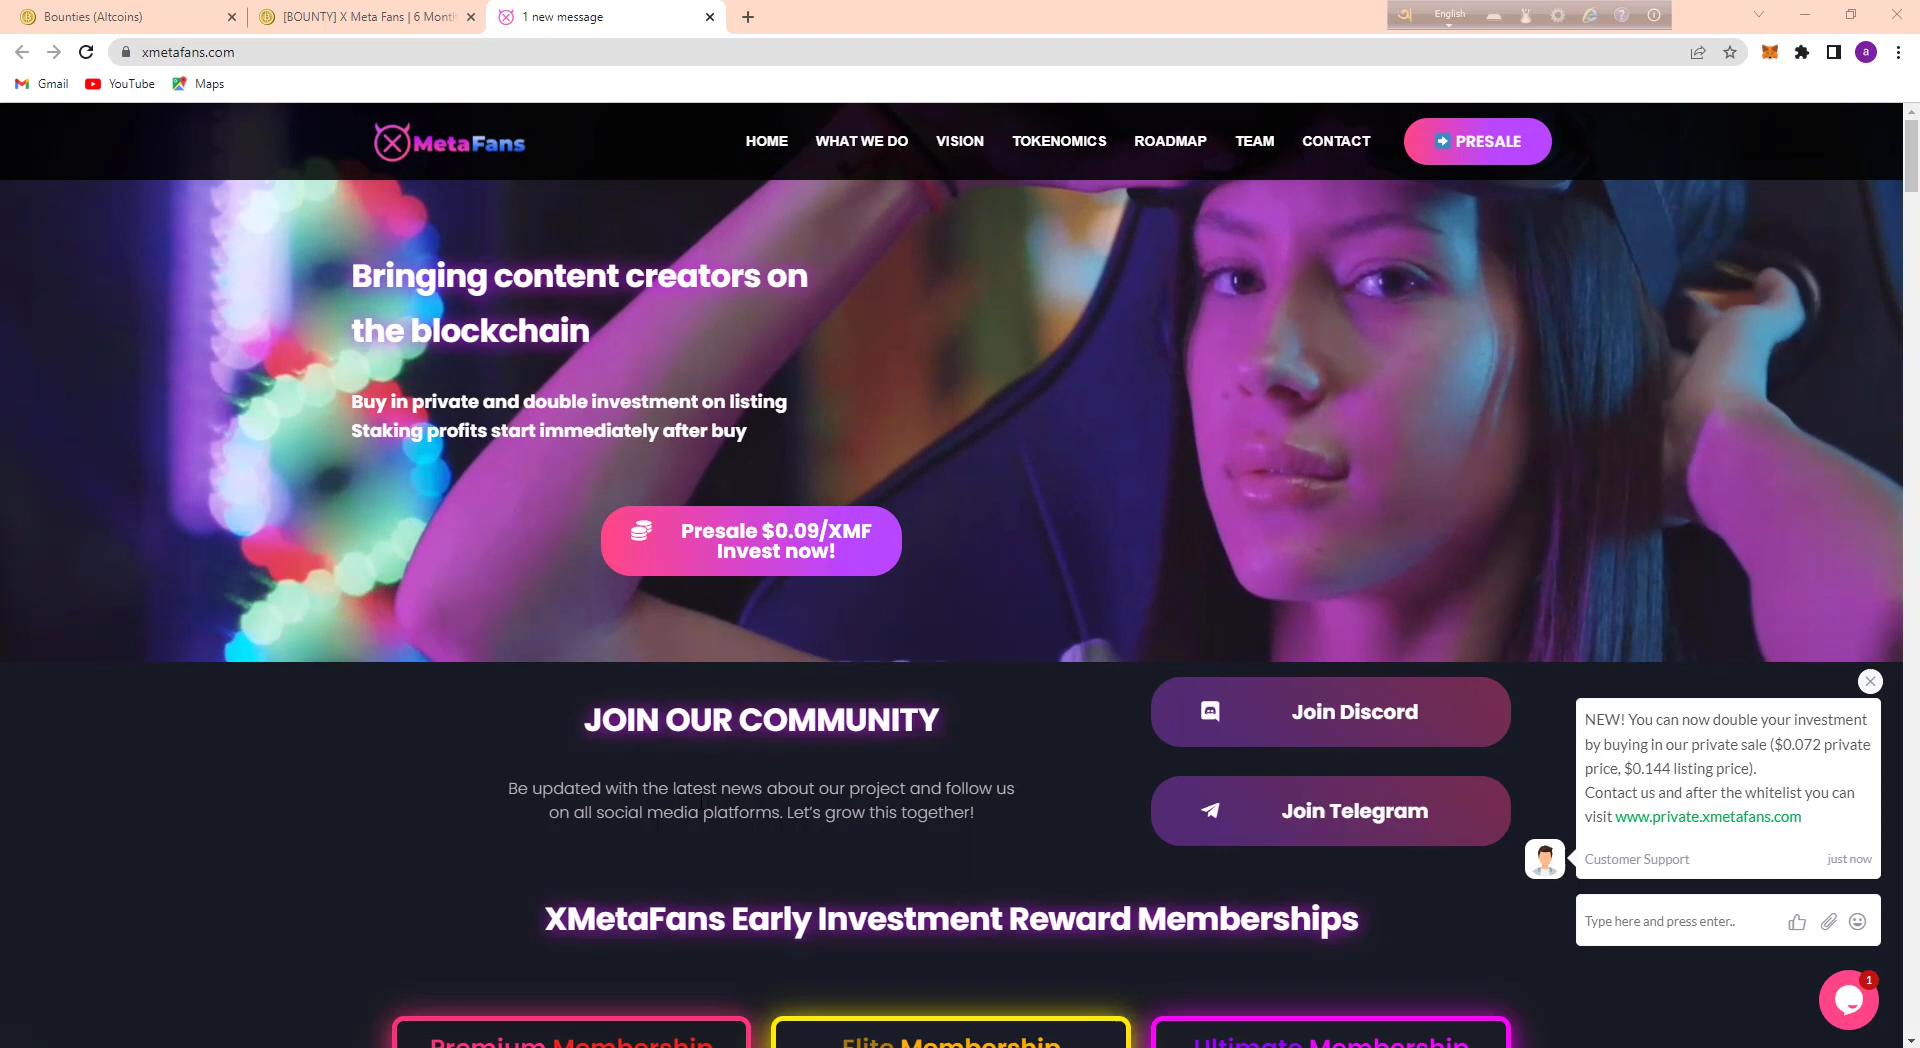 Bounties (Altcoins)
[BOUNTY] X Meta Fans | 6 Month
1 new message
English
xmetafans.com
a
Gmail
YouTube
Maps
MetaFans
HOME
WHAT WE DO
VISION
TOKENOMICS
ROADMAP
TEAM
CONTACT
PRESALE
Bringing content creators on
the blockchain
Buy in private and double investment on listing
Staking profits start immediately after buy
Presale $0.09/XMF
Invest now!
JOIN OUR COMMUNITY
Be updated with the latest news about our project and follow us
on all social media platforms. Let's grow this together!
Join Discord
Join Telegram
NEW! You can now double your investment
by buying in our private sale ($0.072 private
price, $0.144 listing price).
Contact us and after the whitelist you can
visit www.private.xmetafans.com
Customer Support
just now
Type here and press enter..
1
XMetaFans Early Investment Reward Memberships
Premium Membership
Elite Membership
Ultimate Membership